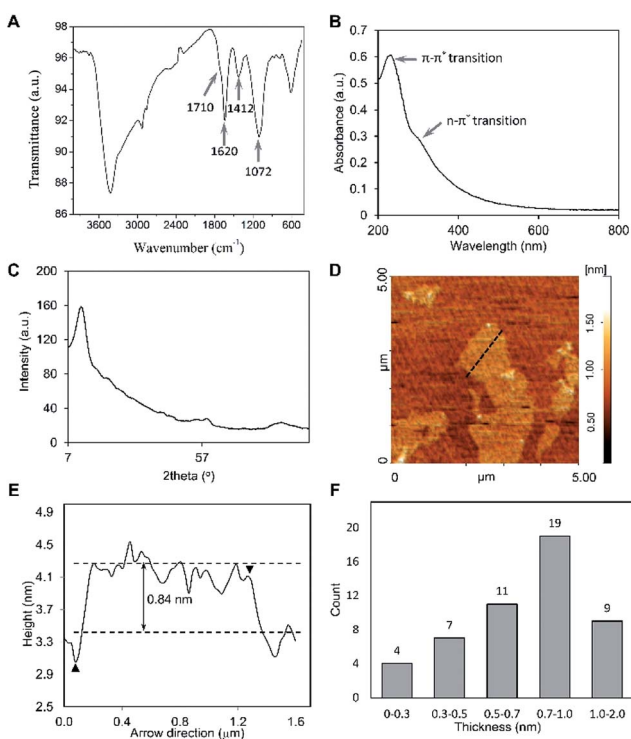 A
98
96
94
92
90
88
86
4000 3000 2400 1800 1200 600
Transmittance (a.u.)
Wavenumber (cm⁻¹)
1710
1412
1620
1072
B
0.7
0.6
0.5
0.4
0.3
0.2
0.1
0
200 400 600 800
Absorbance (a.u.)
Wavelength (nm)
π-π* transition
n-π* transition
C
200
160
120
80
40
0
7 57
Intensity (a.u.)
2theta (°)
D
5.00
µm
0
0 µm 5.00
[nm]
1.50
1.00
0.50
E
4.9
4.5
4.1
3.7
3.3
2.9
2.5
0.0 0.4 0.8 1.2 1.6
Height (nm)
Arrow direction (µm)
0.84 nm
F
20
16
12
8
4
0
Count
4
7
11
19
9
0-0.3 0.3-0.5 0.5-0.7 0.7-1.0 1.0-2.0
Thickness (nm)